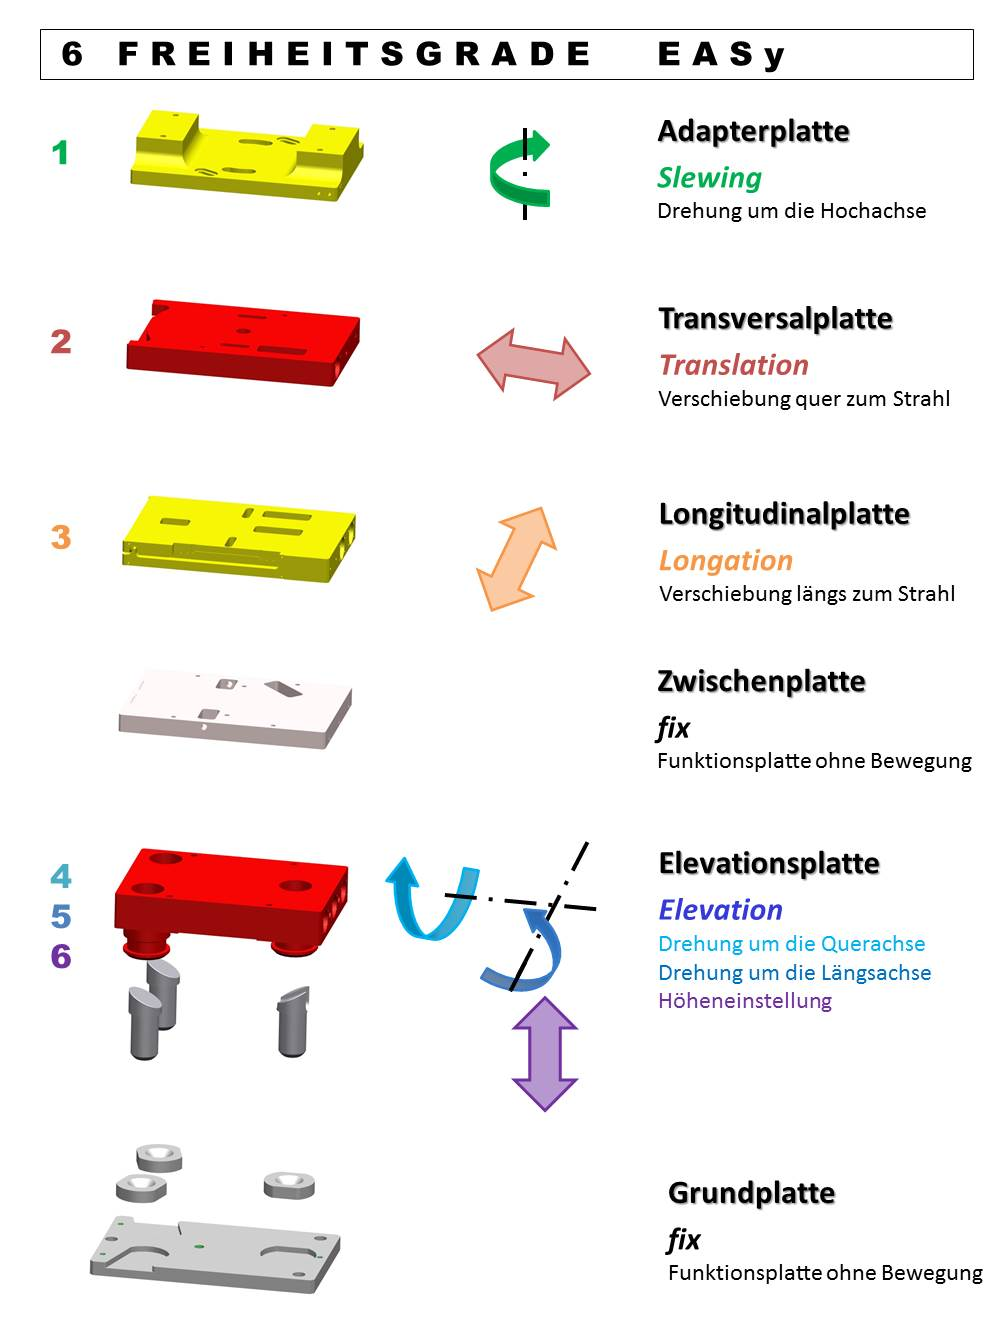 6 FREIHEITSGRADE EASy
1
Adapterplatte
Slewing
Drehung um die Hochachse
2
Transversalplatte
Translation
Verschiebung quer zum Strahl
3
Longitudinalplatte
Longation
Verschiebung längs zum Strahl
Zwischenplatte
fix
Funktionsplatte ohne Bewegung
4
5
6
Elevationsplatte
Elevation
Drehung um die Querachse
Drehung um die Längsachse
Höheneinstellung
Grundplatte
fix
Funktionsplatte ohne Bewegung